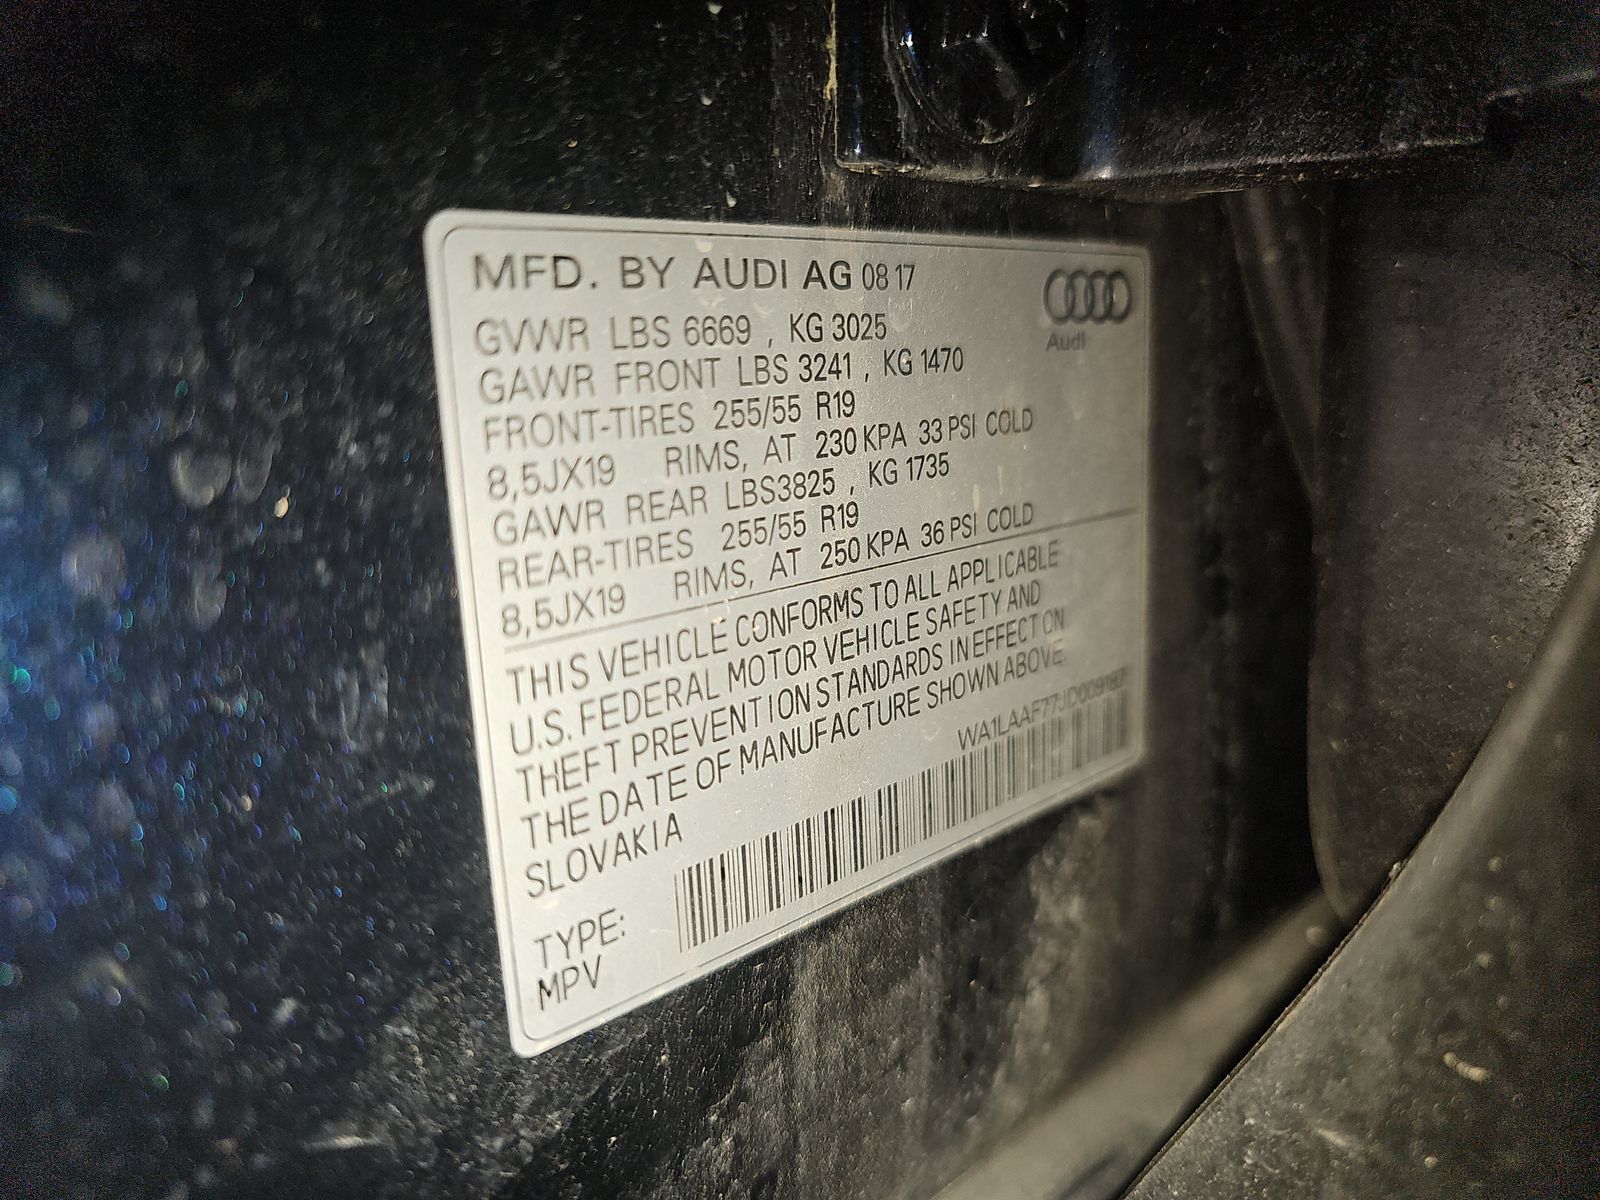 MFD. BY AUDI AG 08 17
Audi
GVWR LBS 6669 , KG 3025
GAWR FRONT LBS 3241 , KG 1470
FRONT-TIRES 255/55 R19
8,5JX19 RIMS, AT 230 KPA 33 PSI COLD
GAWR REAR LBS3825 , KG 1735
REAR-TIRES 255/55 R19
8,5JX19 RIMS, AT 250 KPA 36 PSI COLD
THIS VEHICLE CONFORMS TO ALL APPLICABLE
U.S. FEDERAL MOTOR VEHICLE SAFETY AND
THEFT PREVENTION STANDARDS IN EFFECT ON
THE DATE OF MANUFACTURE SHOWN ABOVE.
SLOVAKIA
TYPE:
MPV